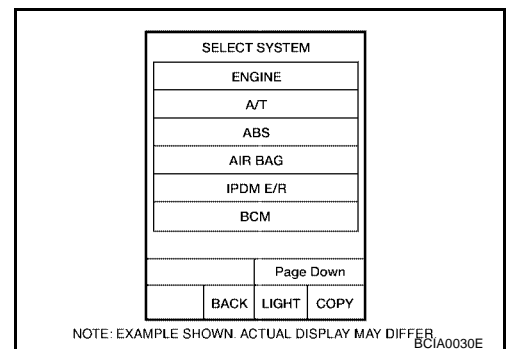 SELECT SYSTEM
ENGINE
A/T
ABS
AIR BAG
IPDM E/R
BCM
Page Down
BACK LIGHT COPY
NOTE: EXAMPLE SHOWN. ACTUAL DISPLAY MAY DIFFER
BCIA0030E